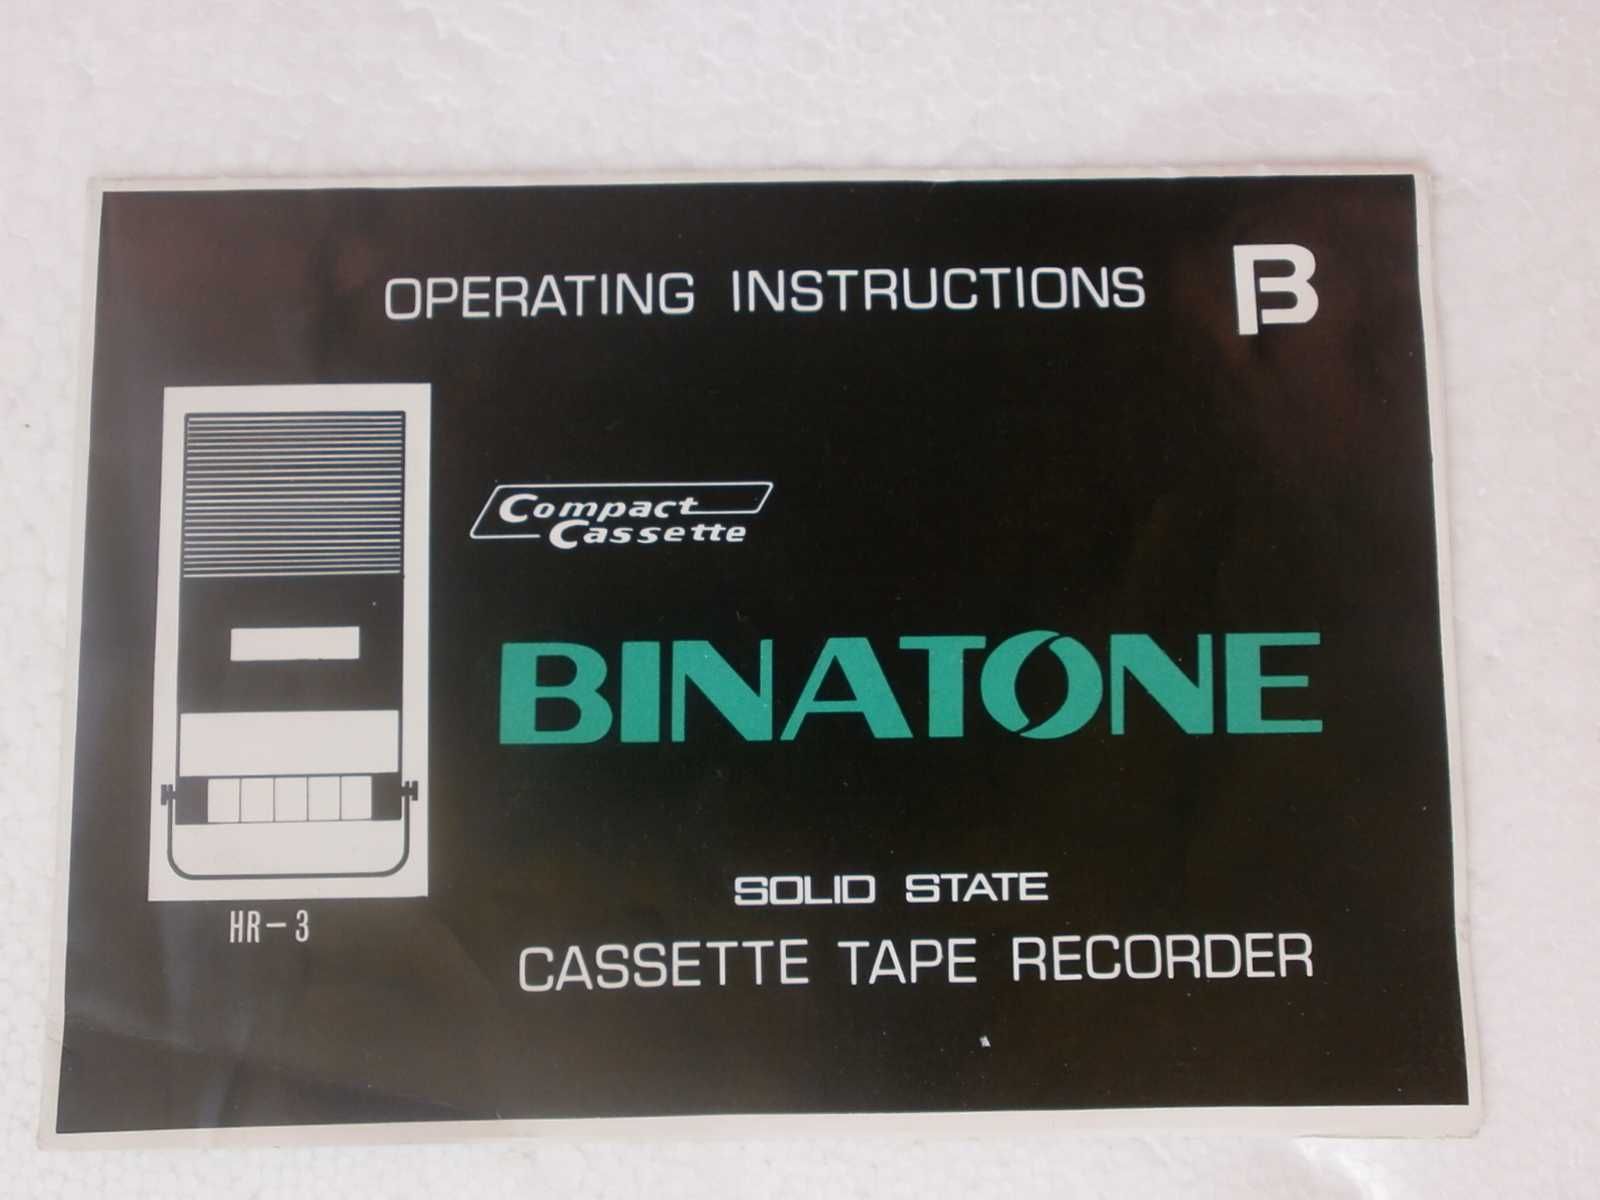 OPERATING INSTRUCTIONS
B
Compact
Cassette
BINATONE
SOLID STATE
CASSETTE TAPE RECORDER
HR-3